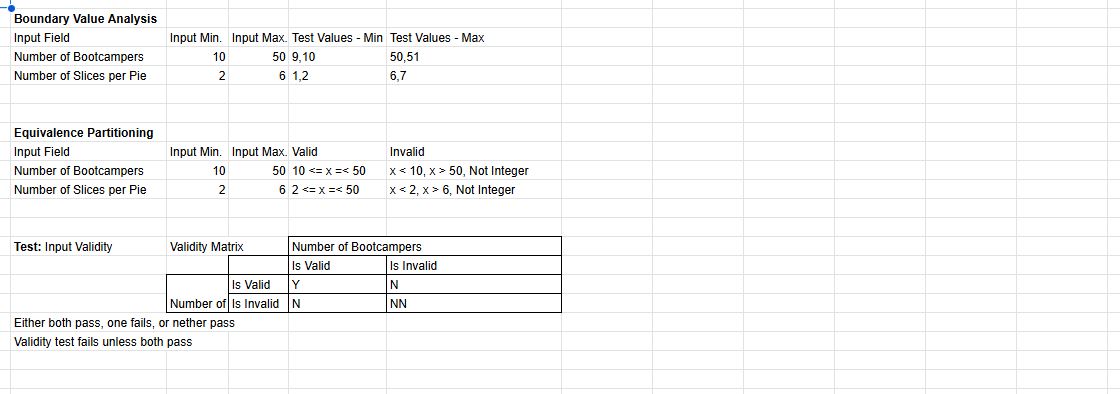 Boundary Value Analysis
Input Field Input Min. Input Max. Test Values - Min Test Values - Max
Number of Bootcampers 10 50 9,10 50,51
Number of Slices per Pie 2 6 1,2 6,7
Equivalence Partitioning
Input Field Input Min. Input Max. Valid Invalid
Number of Bootcampers 10 50 10 <= x =< 50 x < 10, x > 50, Not Integer
Number of Slices per Pie 2 6 2 <= x =< 50 x < 2, x > 6, Not Integer
Test: Input Validity Validity Matrix Number of Bootcampers
Is Valid Is Invalid
Is Valid Y N
Number of Is Invalid N NN
Either both pass, one fails, or nether pass
Validity test fails unless both pass